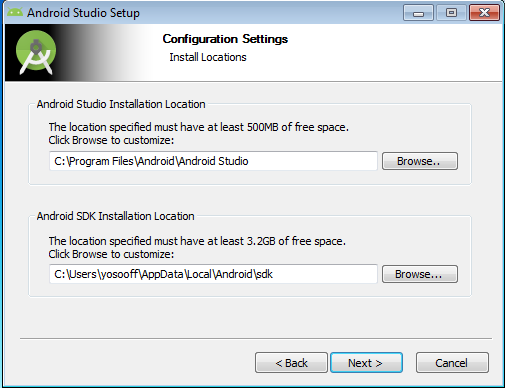 Android Studio Setup
Configuration Settings
Install Locations
Android Studio Installation Location
The location specified must have at least 500MB of free space.
Click Browse to customize:
C:\Program Files\Android\Android Studio
Browse..
Android SDK Installation Location
The location specified must have at least 3.2GB of free space.
Click Browse to customize:
C:\Users\yosooff\AppData\Local\Android\sdk
Browse...
< Back
Next >
Cancel